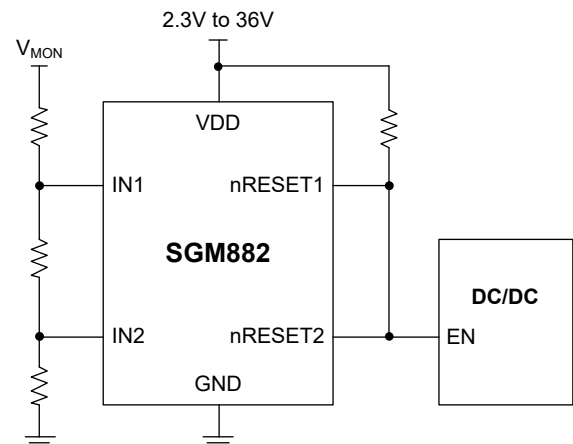 2.3V to 36V
VMON
VDD
IN1
nRESET1
SGM882
DC/DC
IN2
nRESET2
EN
GND